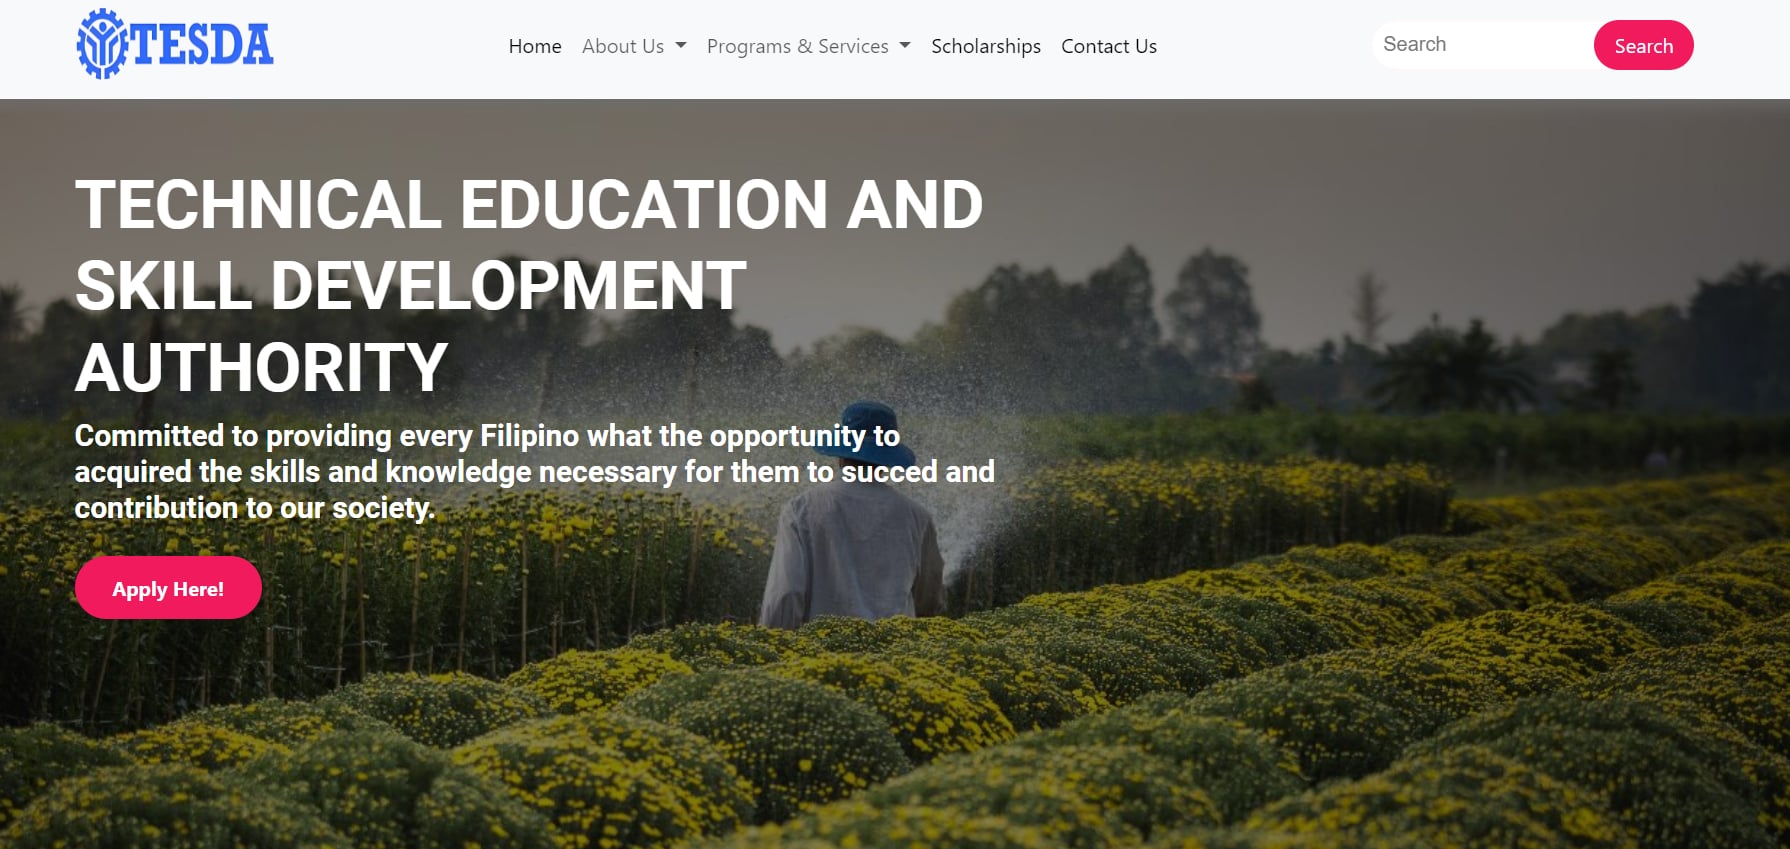 TESDA
Home About Us Programs & Services Scholarships Contact Us
Search Search
TECHNICAL EDUCATION AND
SKILL DEVELOPMENT
AUTHORITY
Committed to providing every Filipino what the opportunity to
acquired the skills and knowledge necessary for them to succed and
contribution to our society.
Apply Here!